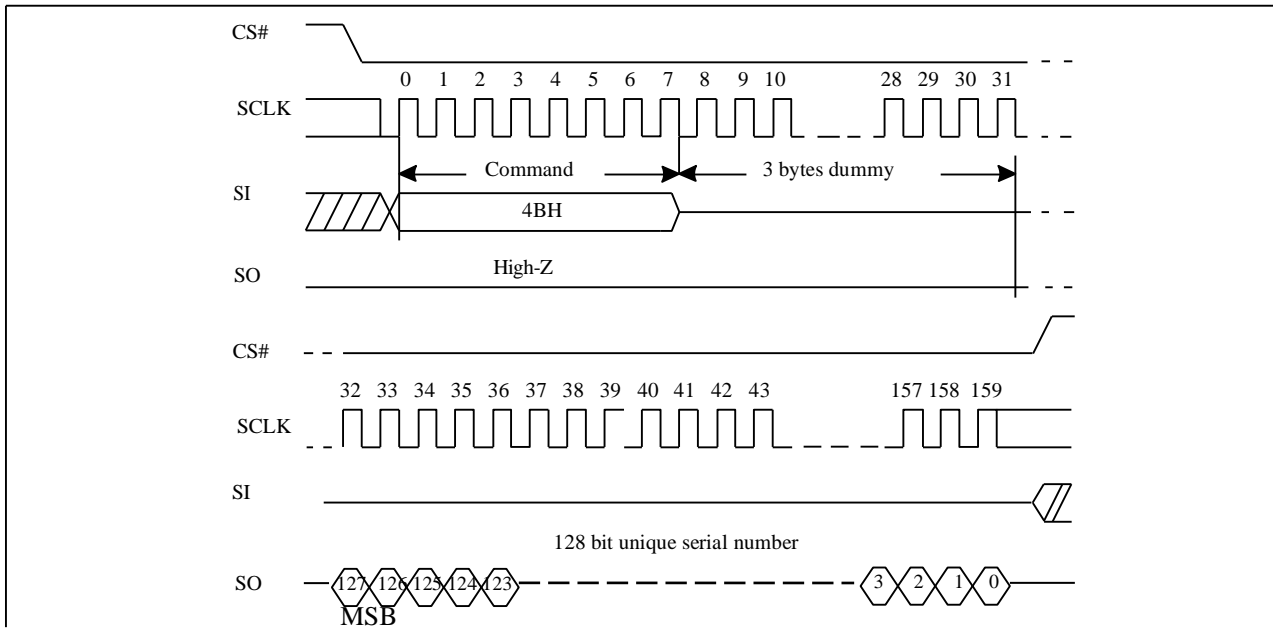 CS#
0 1 2 3 4 5 6 7 8 9 10 28 29 30 31
SCLK
Command 3 bytes dummy
SI
4BH
High-Z
SO
CS#
32 33 34 35 36 37 38 39 40 41 42 43 157 158 159
SCLK
SI
128 bit unique serial number
SO 127 126 125 124 123 3 2 1 0
MSB